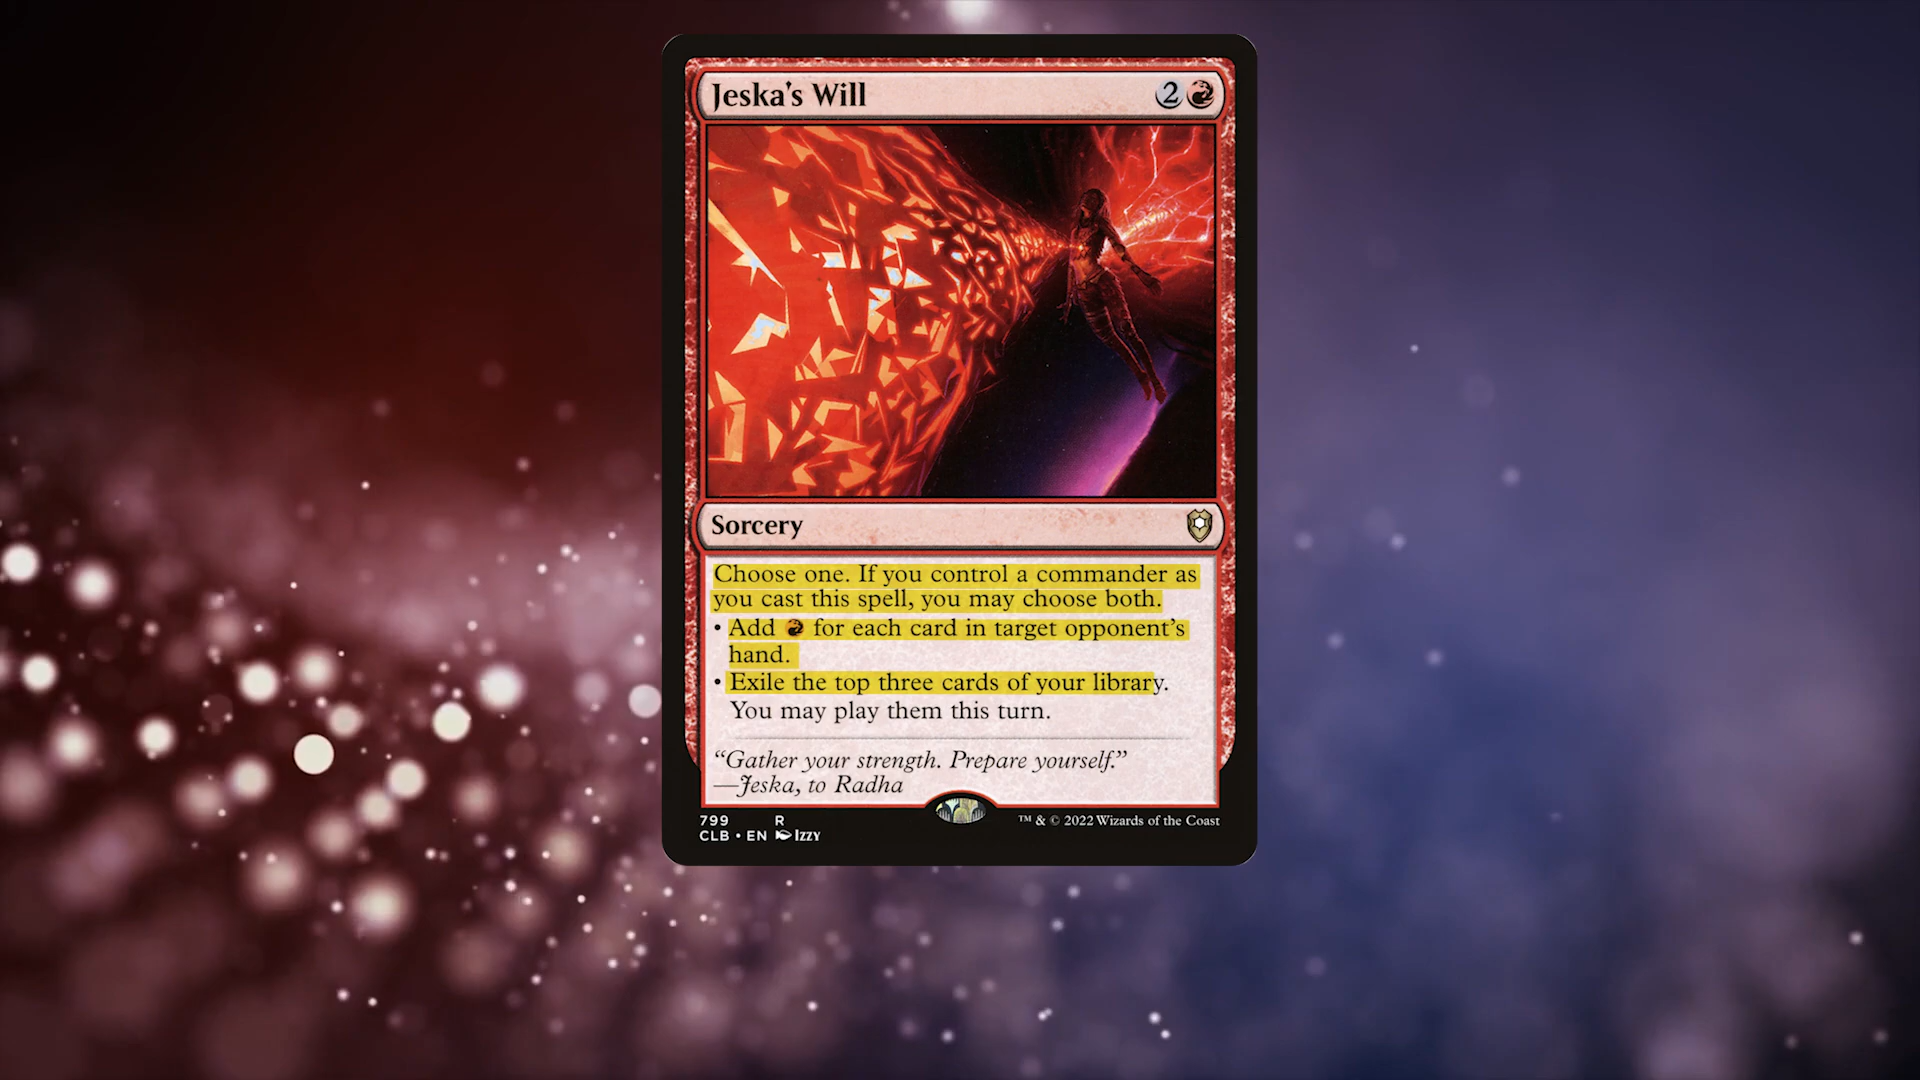 Jeska's Will 2
Sorcery
Choose one. If you control a commander as
you cast this spell, you may choose both.
• Add for each card in target opponent's
hand.
• Exile the top three cards of your library.
You may play them this turn.
“Gather your strength. Prepare yourself.”
—Jeska, to Radha
799 R
CLB • EN Izzy
™ & © 2022 Wizards of the Coast